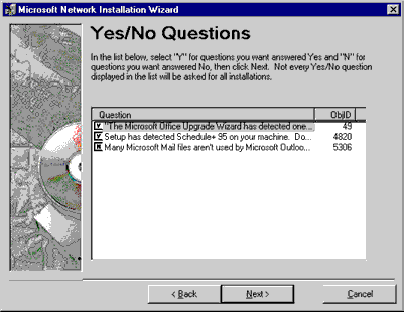 Microsoft Network Installation Wizard
Yes/No Questions
In the list below, select "Y" for questions you want answered Yes and "N" for
questions you want answered No, then click Next. Not every Yes/No question
displayed in the list will be asked for all installations.
Question ObjID
Y "The Microsoft Office Upgrade Wizard has detected one... 49
Y Setup has detected Schedule+ 95 on your machine. Do... 4820
N Many Microsoft Mail files aren't used by Microsoft Outloo... 5306
< Back Next > Cancel